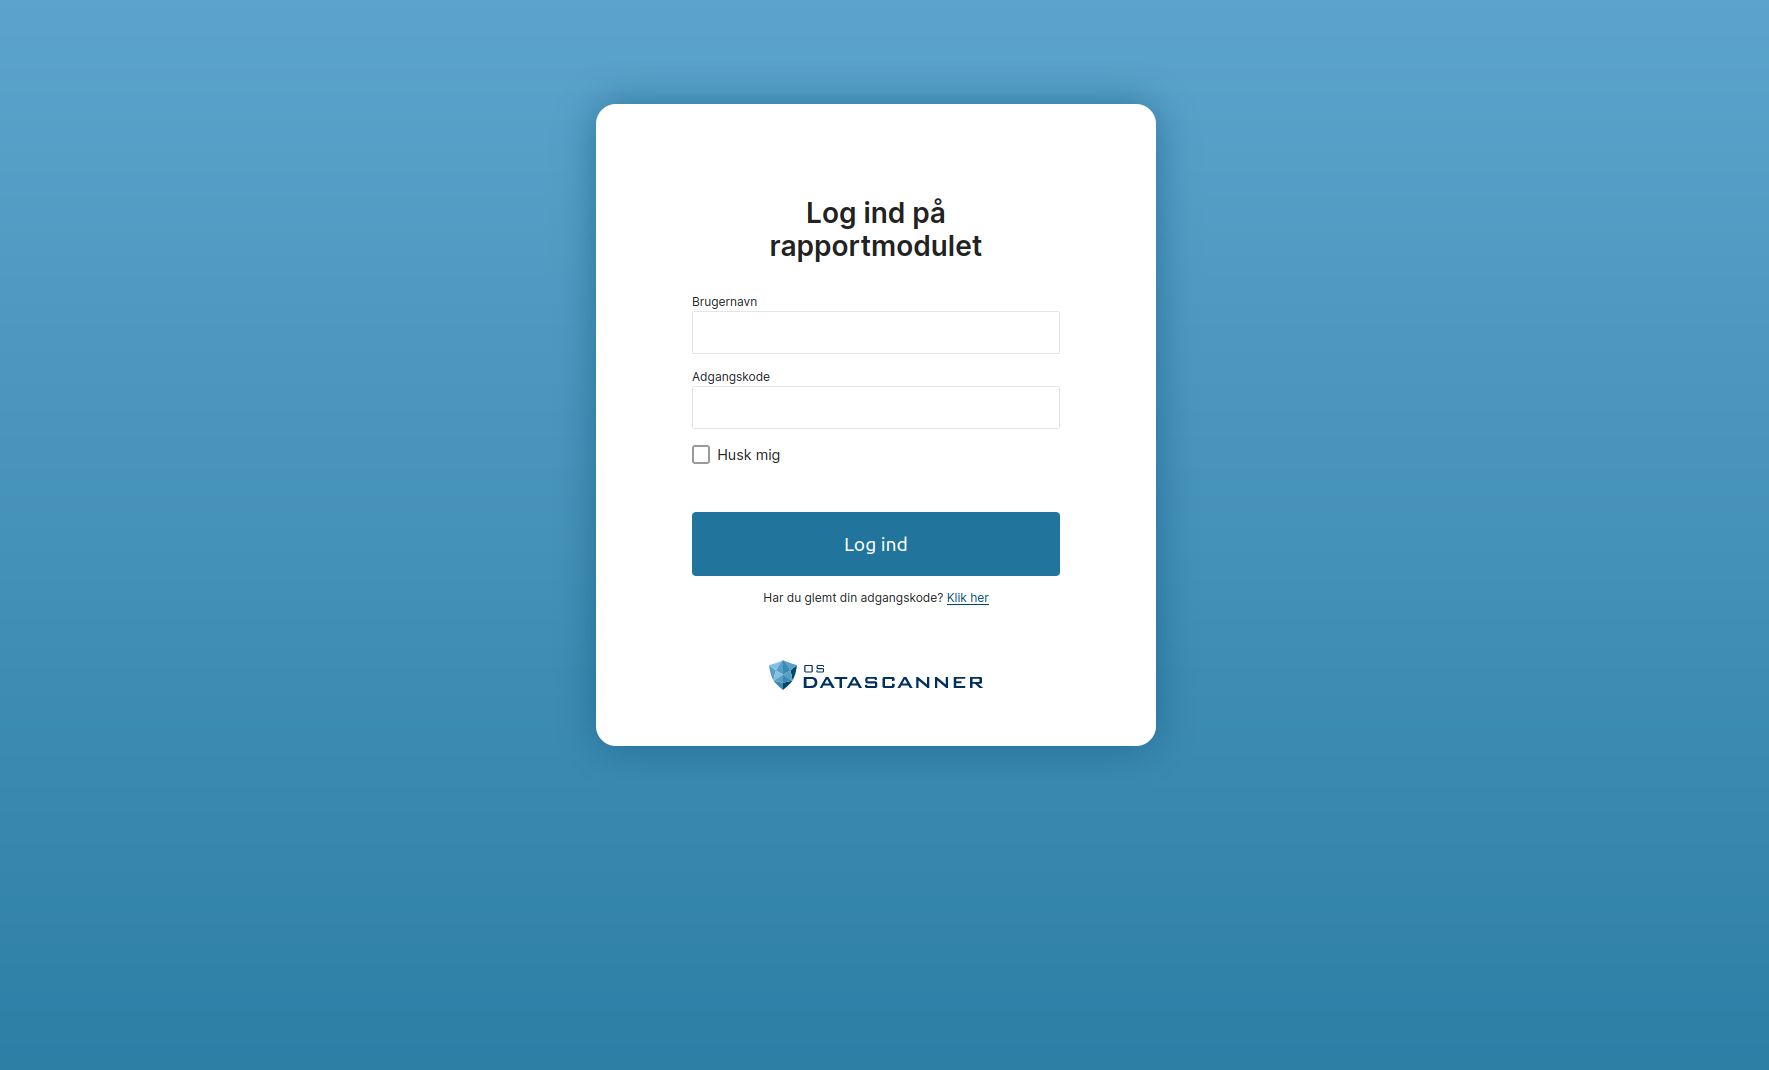 Log ind på
rapportmodulet
Brugernavn
Adgangskode
Husk mig
Log ind
Har du glemt din adgangskode? Klik her
OS
DATASCANNER